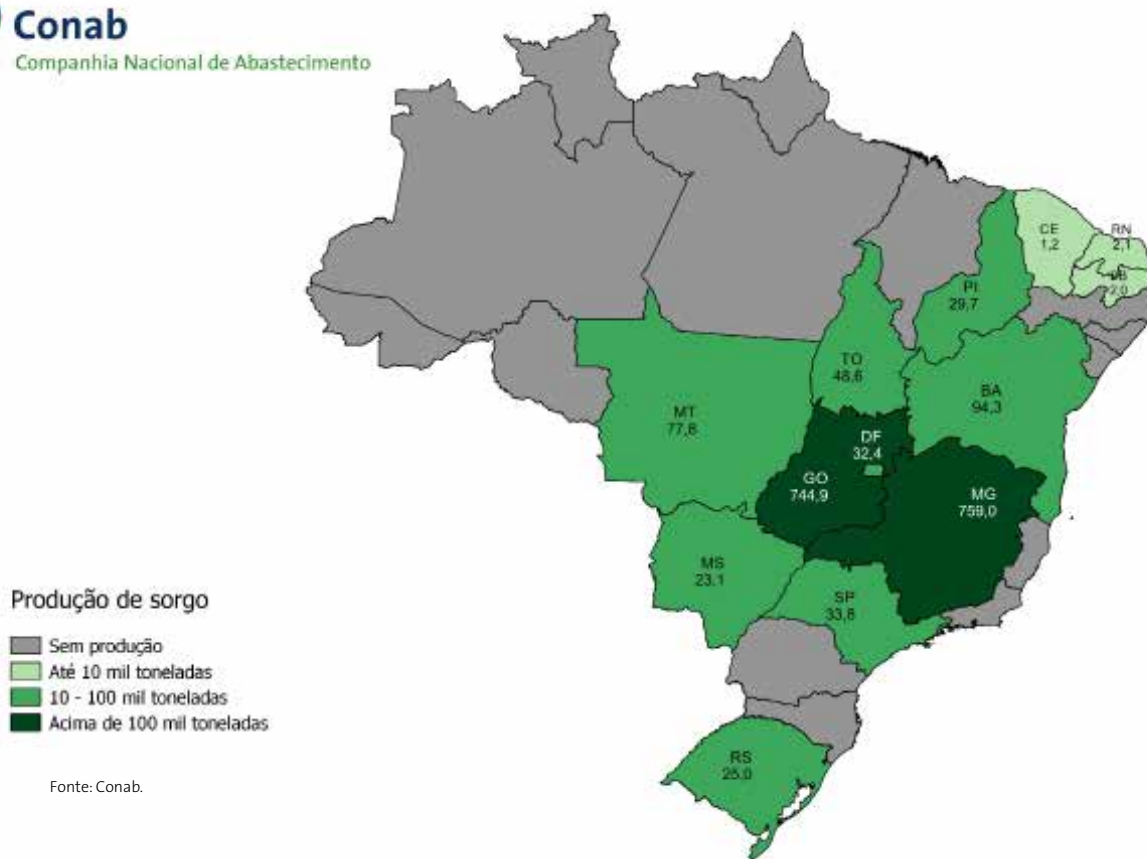 Conab
Companhia Nacional de Abastecimento
CE
1,2
RN
2,1
2,0
PI
29,7
TO
48,6
BA
94,3
MT
77,8
DF
32,4
GO
744,9
MG
759,0
MS
23,1
SP
33,8
RS
25,0
Produção de sorgo
Sem produção
Até 10 mil toneladas
10 - 100 mil toneladas
Acima de 100 mil toneladas
Fonte: Conab.